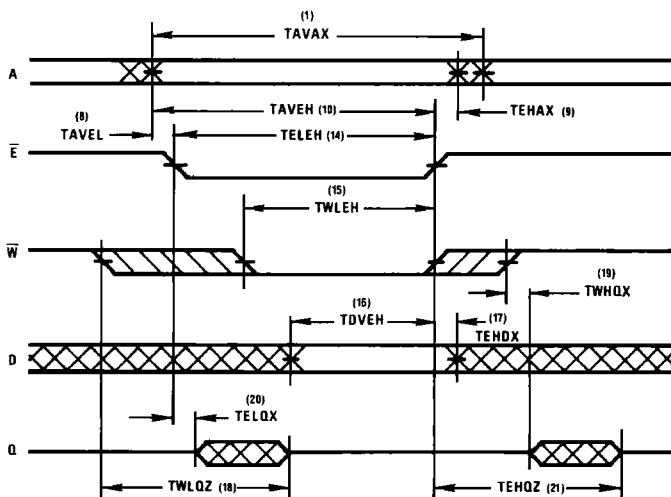 (1)
TAVAX
A
(8)
TAVEL
TAVEH (10)
TEHAX (9)
TELEH (14)
E
(15)
TWLEH
W
(19)
TWHQX
(16)
TDVEH
(17)
TEHDX
D
(20)
TELQX
Q
TWLQZ (18)
TEHQZ (21)